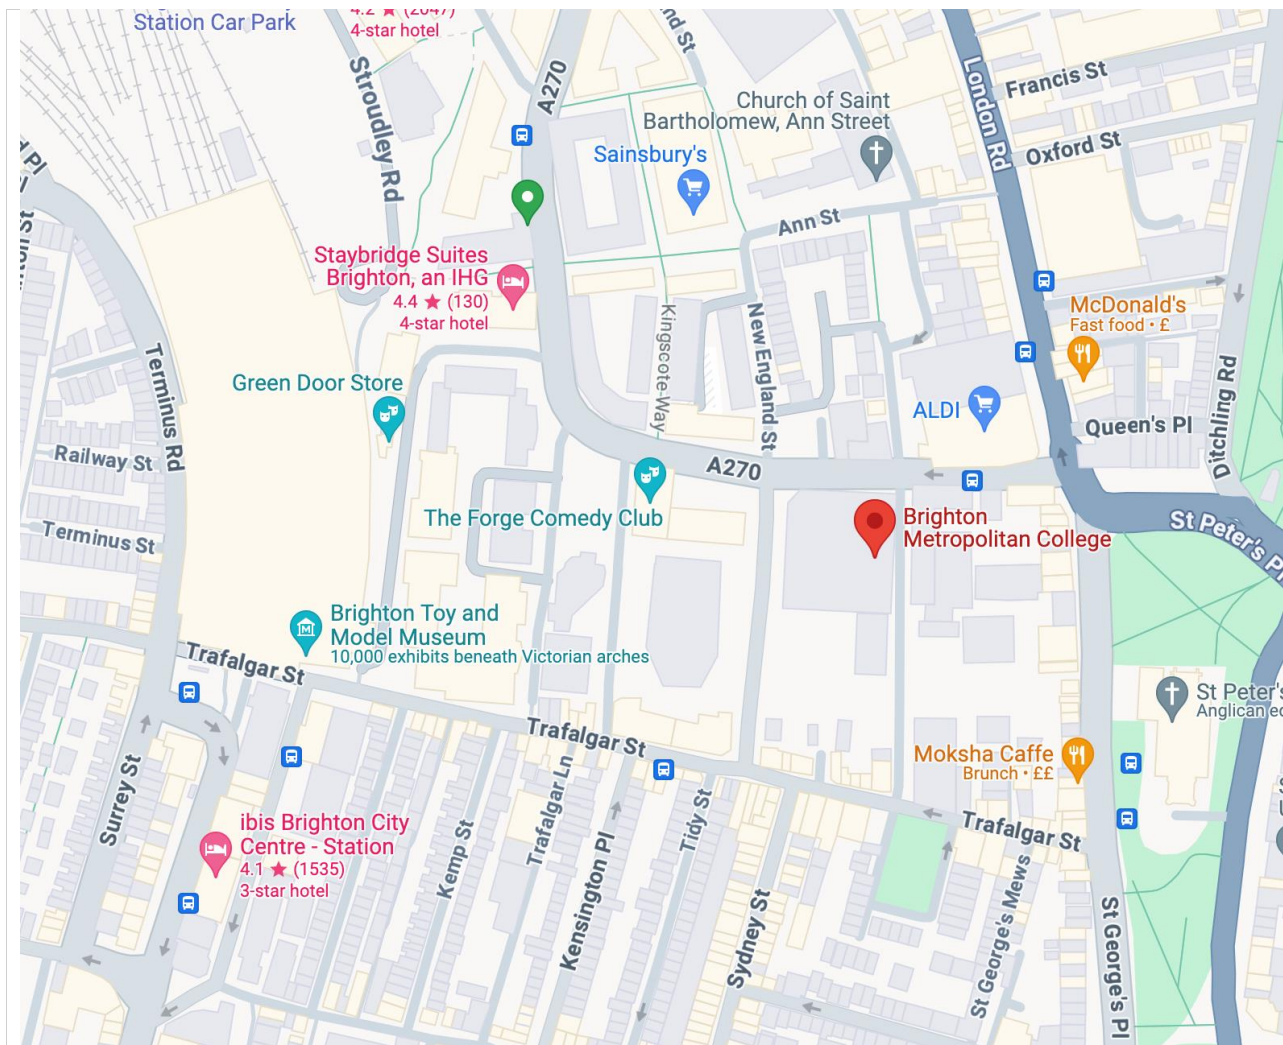 Station Car Park
4.2 ★ (2047)
4-star hotel
A270
London Rd
Francis St
Stroudley Rd
Church of Saint
Bartholomew, Ann Street
Oxford St
Sainsbury's
Ann St
Staybridge Suites
Brighton, an IHG
4.4 ★ (130)
4-star hotel
McDonald's
Fast food • £
Kingscote Way
New England St
Terminus Rd
Green Door Store
Ditchling Rd
ALDI
Queen's Pl
Railway St
A270
The Forge Comedy Club
Brighton
Metropolitan College
St Peter's
Terminus St
Brighton Toy and
Model Museum
10,000 exhibits beneath Victorian arches
Trafalgar St
St Peter's
Anglican
Trafalgar St
Moksha Caffe
Brunch • ££
Surrey St
Trafalgar Ln
Tidy St
Trafalgar St
ibis Brighton City
Centre - Station
4.1 ★ (1535)
3-star hotel
Kemp St
Kensington Pl
Sydney St
St George's Mews
St George's Pl